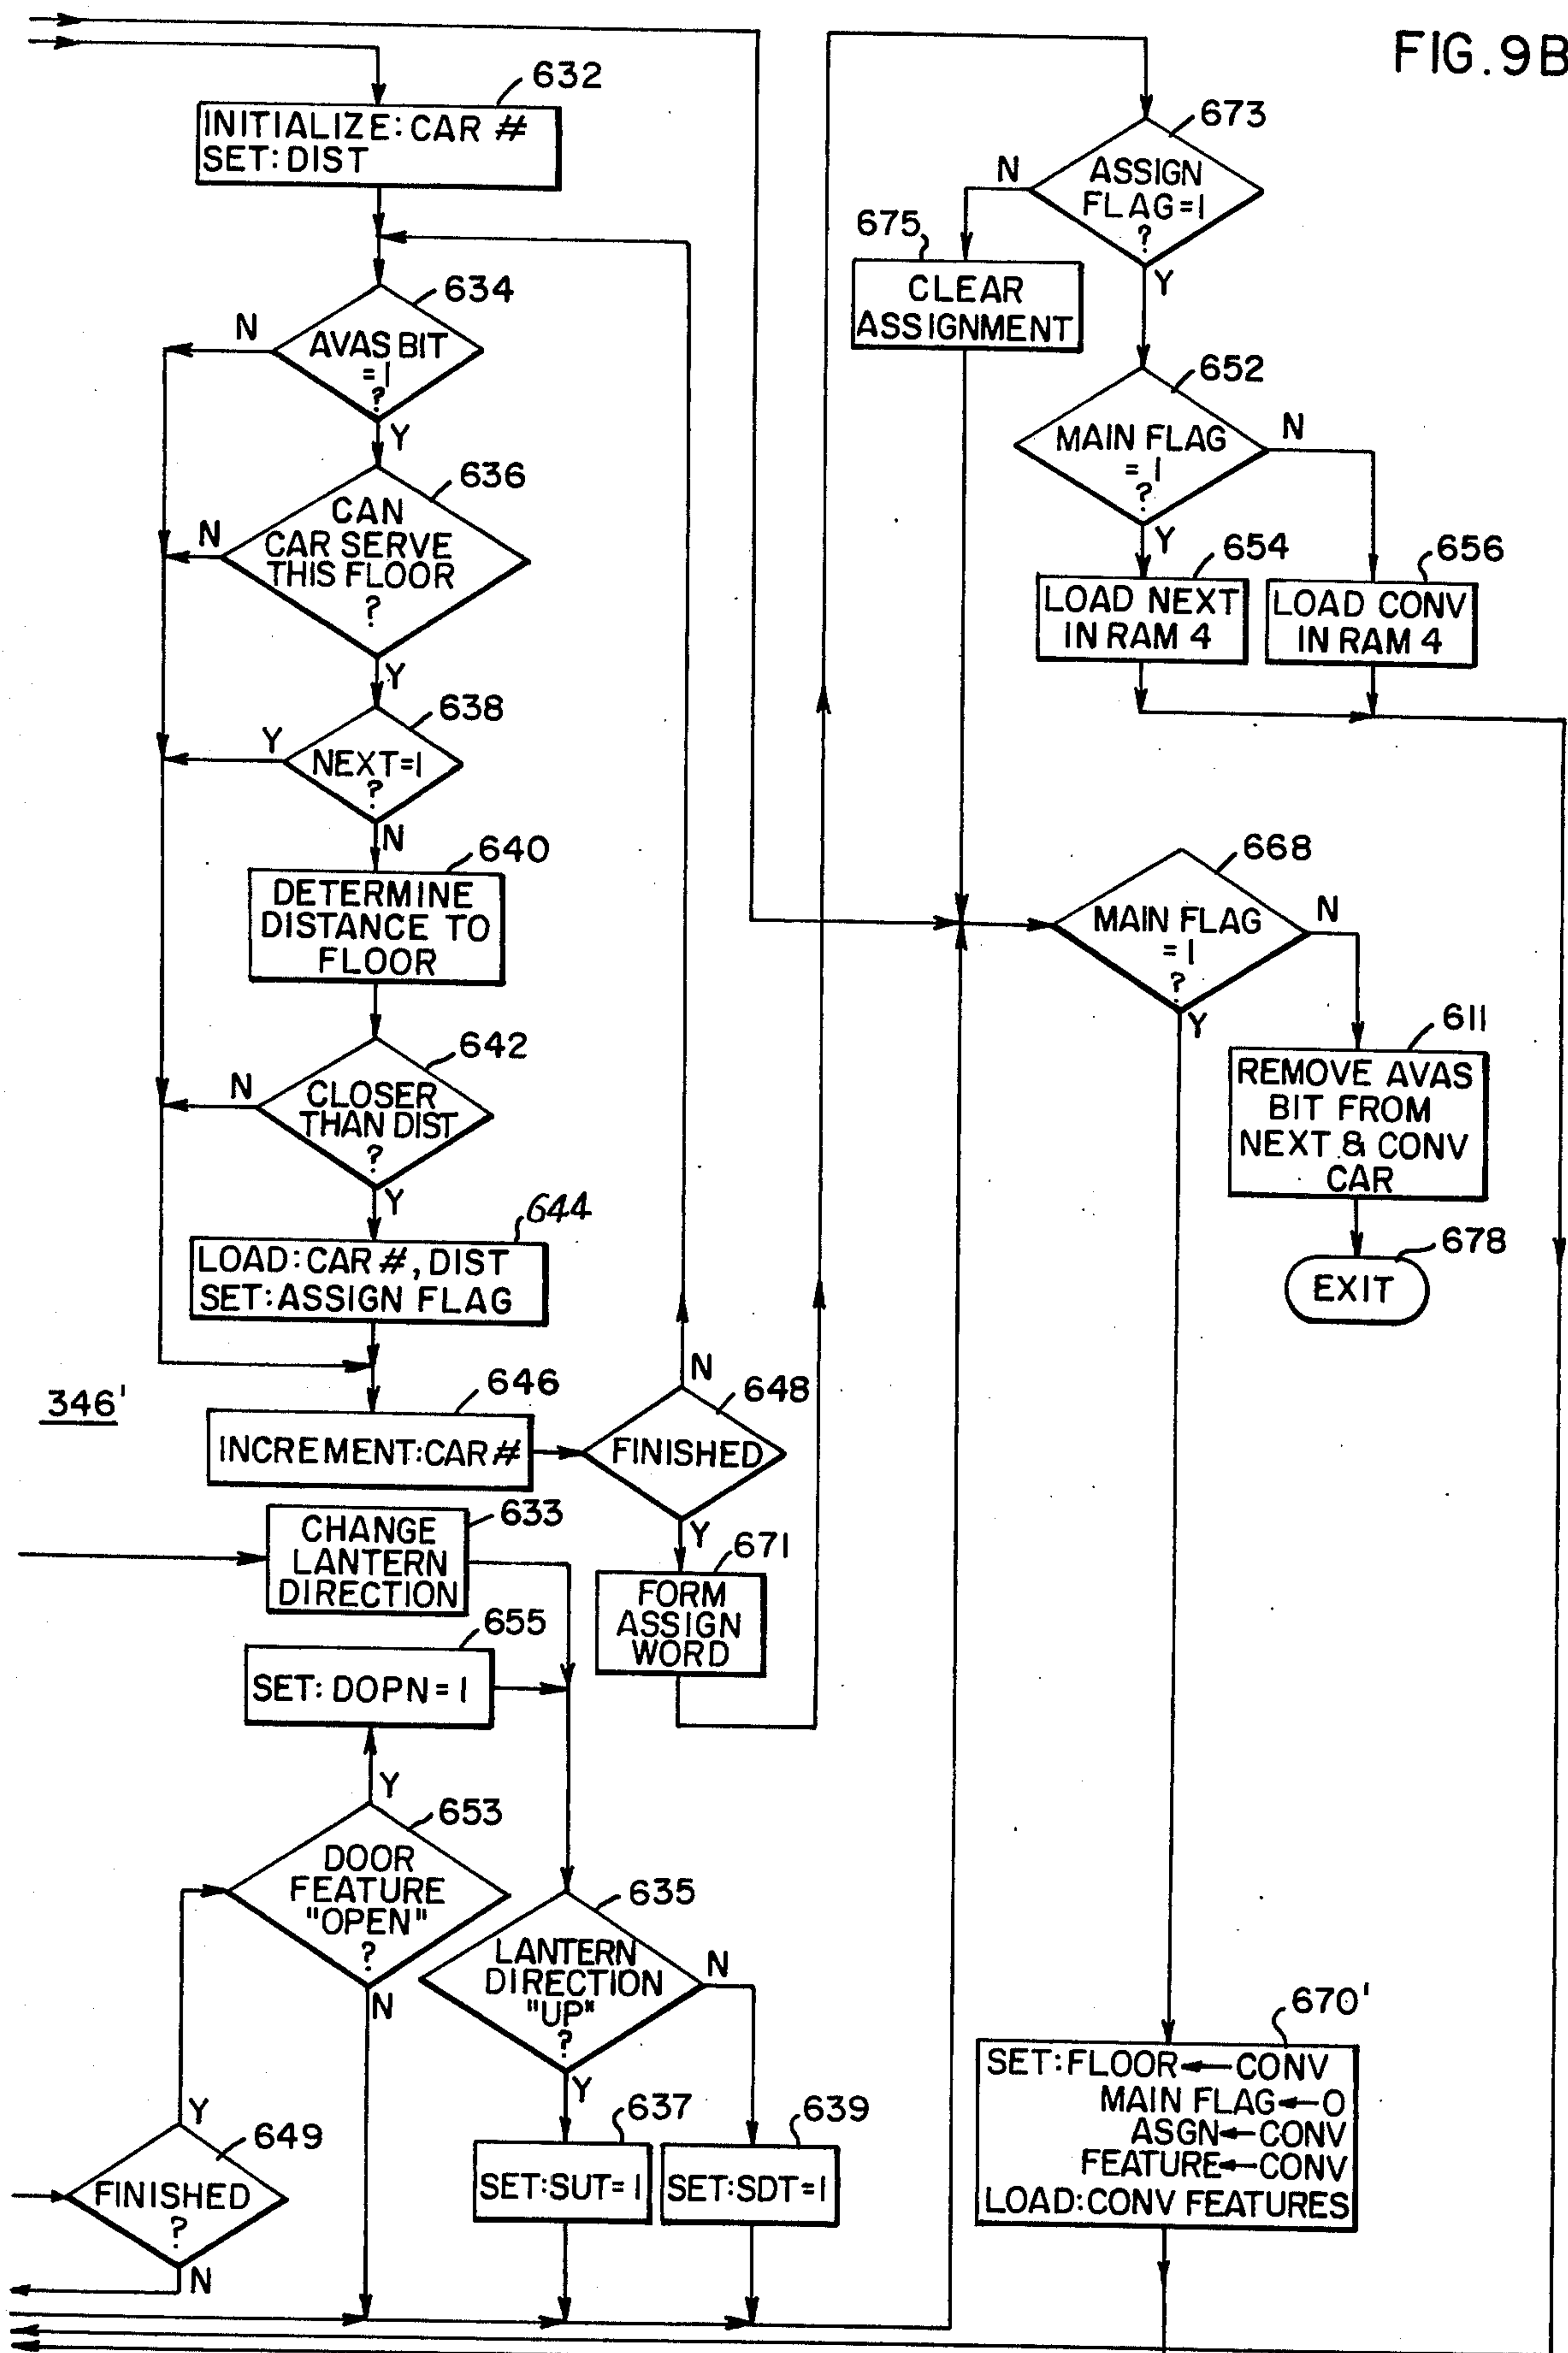 FIG. 9B
632
INITIALIZE: CAR #
SET: DIST
634
AVAS BIT
=1
?
N
Y
636
CAN
CAR SERVE
THIS FLOOR
?
N
Y
638
NEXT=1
?
Y
N
640
DETERMINE
DISTANCE TO
FLOOR
642
CLOSER
THAN DIST
?
N
Y
644
LOAD: CAR #, DIST
SET: ASSIGN FLAG
346'
646
INCREMENT: CAR #
N
648
FINISHED
Y
671
FORM
ASSIGN
WORD
633
CHANGE
LANTERN
DIRECTION
655
SET: DOPN = 1
Y
653
DOOR
FEATURE
"OPEN"
?
N
635
LANTERN
DIRECTION
"UP"
?
N
Y
637
SET:SUT=1
639
SET:SDT=1
Y
649
FINISHED
?
N
673
ASSIGN
FLAG=1
?
N
Y
675
CLEAR
ASSIGNMENT
652
MAIN FLAG
=1
?
N
Y
654
LOAD NEXT
IN RAM 4
656
LOAD CONV
IN RAM 4
668
MAIN FLAG
=1
?
N
Y
611
REMOVE AVAS
BIT FROM
NEXT & CONV
CAR
678
EXIT
670'
SET:FLOOR←CONV
MAIN FLAG←0
ASGN←CONV
FEATURE←CONV
LOAD:CONV FEATURES